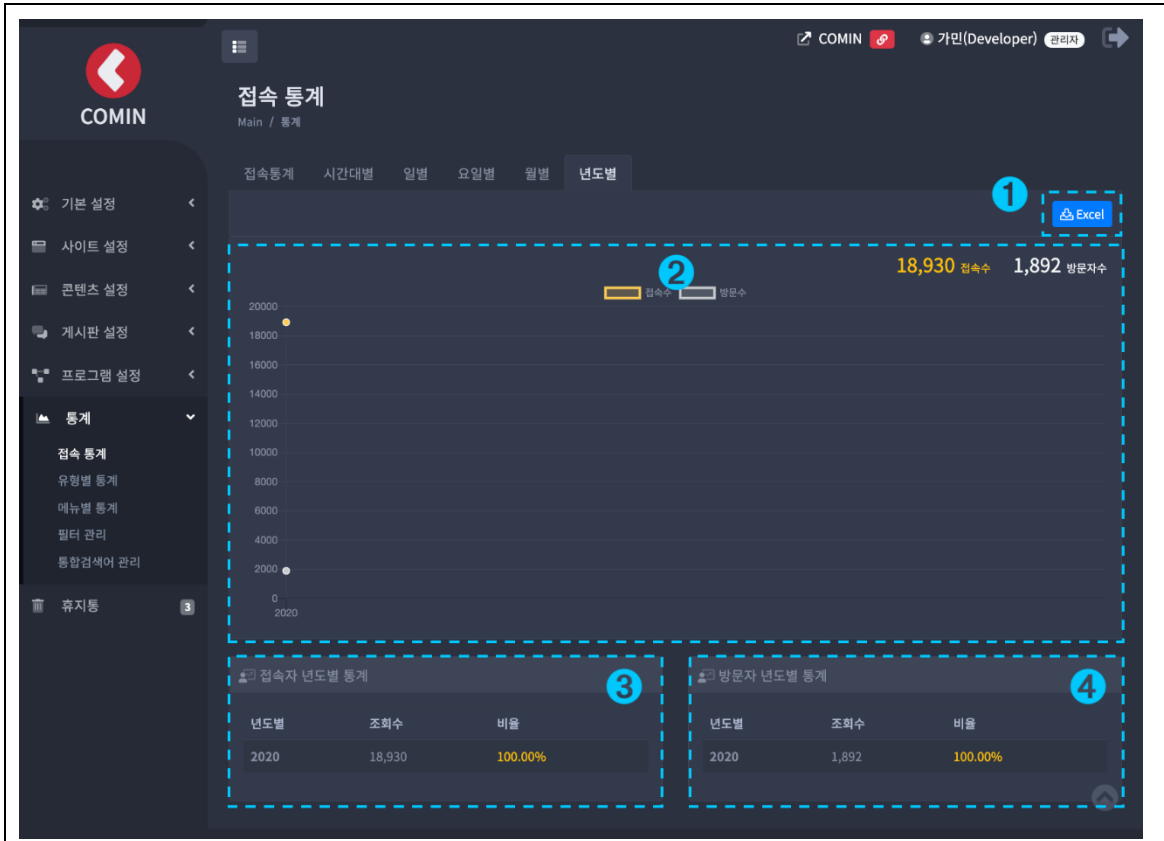 COMIN
COMIN
가민(Developer)
관리자
접속 통계
Main / 통계
접속통계 시간대별 일별 요일별 월별 년도별
1
Excel
기본 설정
사이트 설정
콘텐츠 설정
게시판 설정
프로그램 설정
통계
접속 통계
유형별 통계
메뉴별 통계
필터 관리
통합검색어 관리
휴지통 3
2
18,930 접속수 1,892 방문자수
접속수 방문수
20000
18000
16000
14000
12000
10000
8000
6000
4000
2000
0
2020
접속자 년도별 통계
3
년도별 조회수 비율
2020 18,930 100.00%
방문자 년도별 통계
4
년도별 조회수 비율
2020 1,892 100.00%